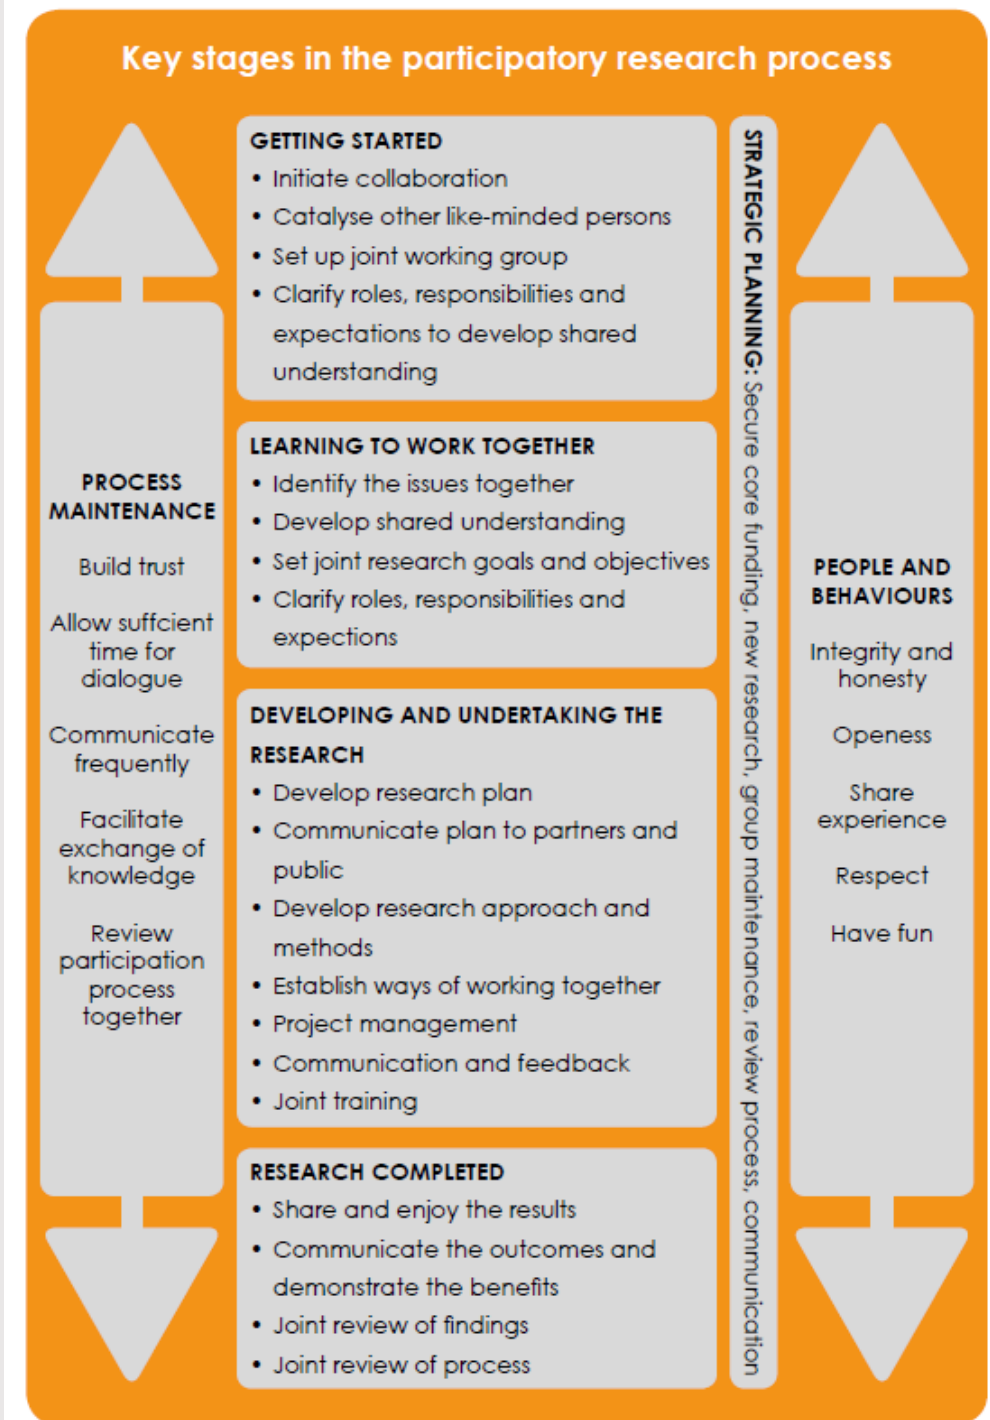 Key stages in the participatory research process
PROCESS
MAINTENANCE
Build trust
Allow suffcient
time for
dialogue
Communicate
frequently
Facilitate
exchange of
knowledge
Review
participation
process
together
GETTING STARTED
• Initiate collaboration
• Catalyse other like-minded persons
• Set up joint working group
• Clarify roles, responsibilities and
expectations to develop shared
understanding
LEARNING TO WORK TOGETHER
• Identify the issues together
• Develop shared understanding
• Set joint research goals and objectives
• Clarify roles, responsibilities and
expections
DEVELOPING AND UNDERTAKING THE
RESEARCH
• Develop research plan
• Communicate plan to partners and
public
• Develop research approach and
methods
• Establish ways of working together
• Project management
• Communication and feedback
• Joint training
RESEARCH COMPLETED
• Share and enjoy the results
• Communicate the outcomes and
demonstrate the benefits
• Joint review of findings
• Joint review of process
STRATEGIC PLANNING: Secure core funding, new research, group maintenance, review process, communication
PEOPLE AND
BEHAVIOURS
Integrity and
honesty
Openess
Share
experience
Respect
Have fun